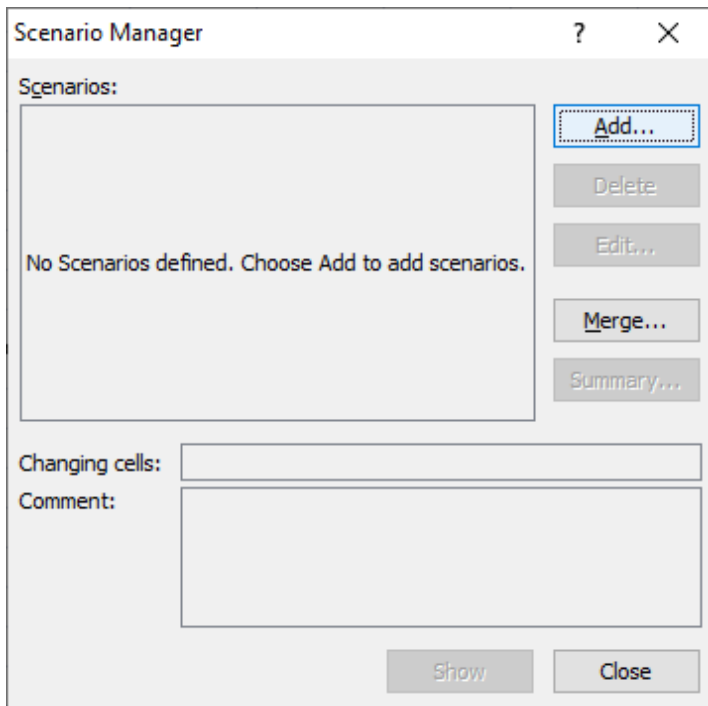 Scenario Manager ?
Scenarios:
Add...
Delete
Edit...
No Scenarios defined. Choose Add to add scenarios.
Merge...
Summary...
Changing cells:
Comment:
Show Close